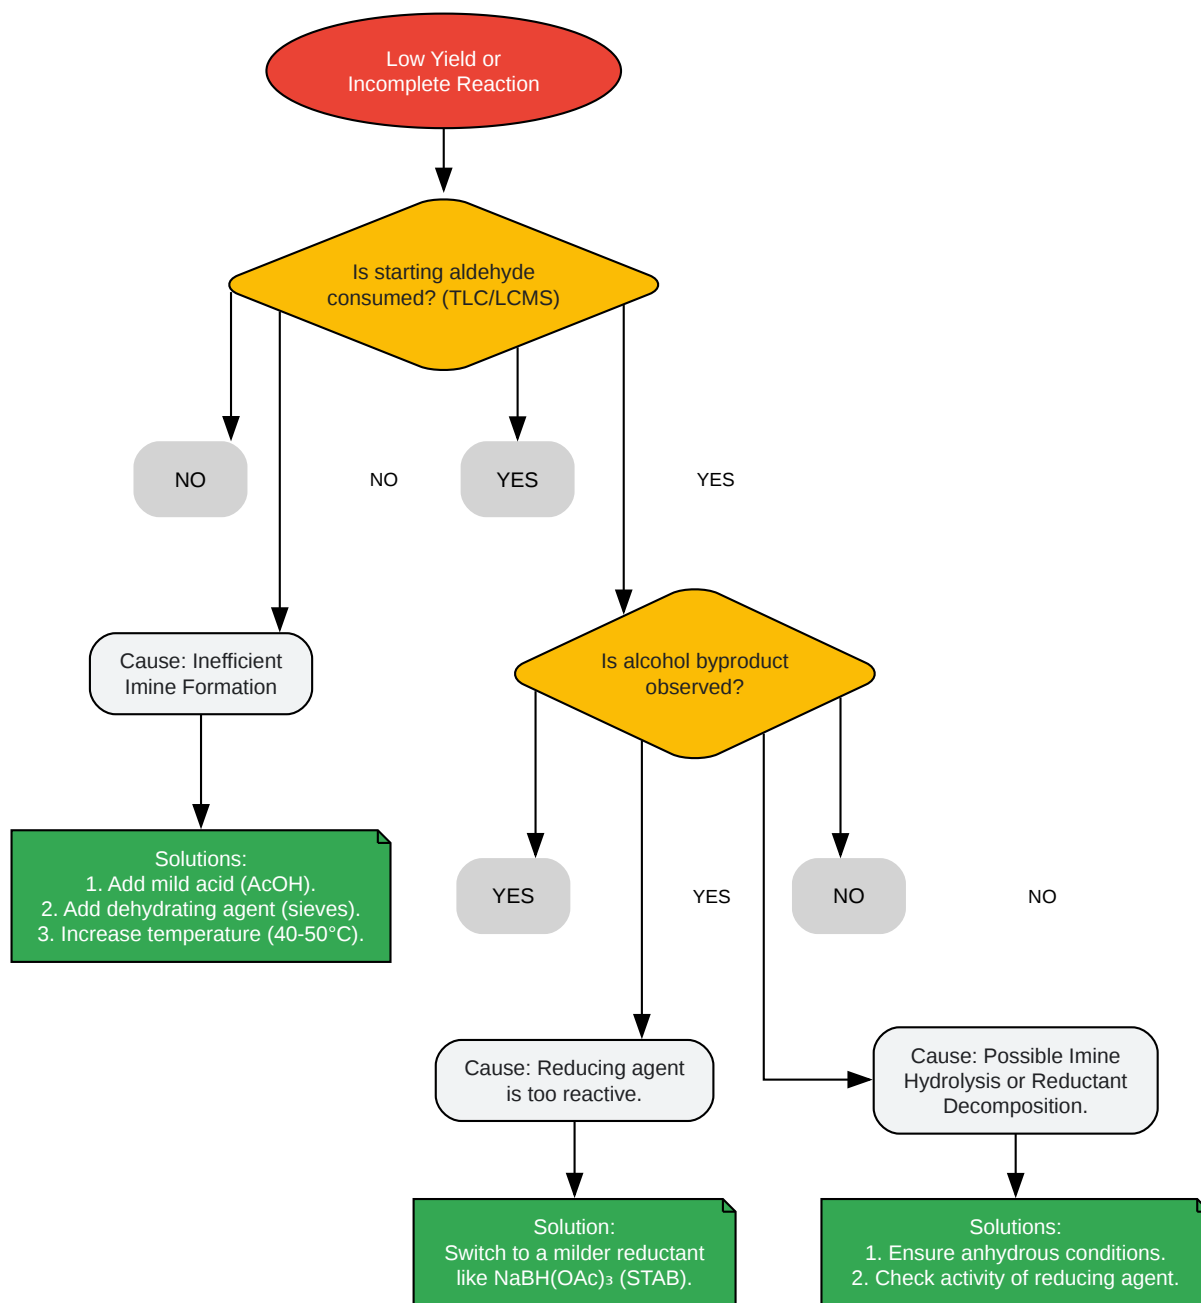 Low Yield or
Incomplete Reaction
Is starting aldehyde
consumed? (TLC/LCMS)
NO
NO
YES
YES
Cause: Inefficient
Imine Formation
Is alcohol byproduct
observed?
Solutions:
1. Add mild acid (AcOH).
2. Add dehydrating agent (sieves).
3. Increase temperature (40-50°C).
YES
YES
NO
NO
Cause: Reducing agent
is too reactive.
Cause: Possible Imine
Hydrolysis or Reductant
Decomposition.
Solution:
Switch to a milder reductant
like NaBH(OAc)₃ (STAB).
Solutions:
1. Ensure anhydrous conditions.
2. Check activity of reducing agent.